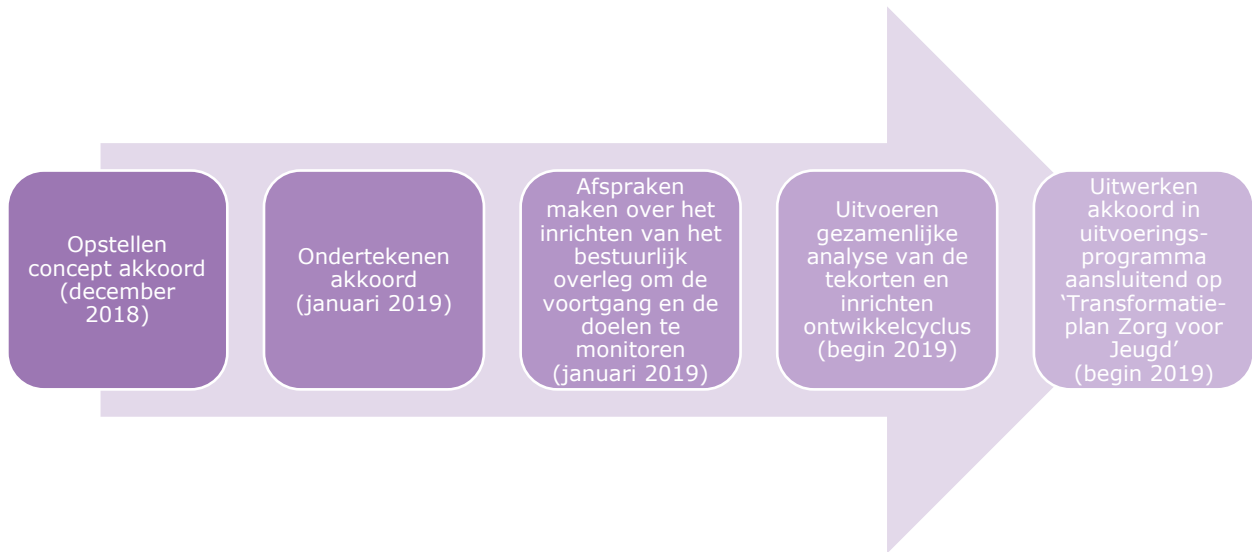 Opstellen
concept akkoord
(december
2018)
Ondertekenen
akkoord
(januari 2019)
Afspraken
maken over het
inrichten van het
bestuurlijk
overleg om de
voortgang en de
doelen te
monitoren
(januari 2019)
Uitvoeren
gezamenlijke
analyse van de
tekorten en
inrichten
ontwikkelcyclus
(begin 2019)
Uitwerken
akkoord in
uitvoerings-
programma
aansluitend op
‘Transformatie-
plan Zorg voor
Jeugd’
(begin 2019)